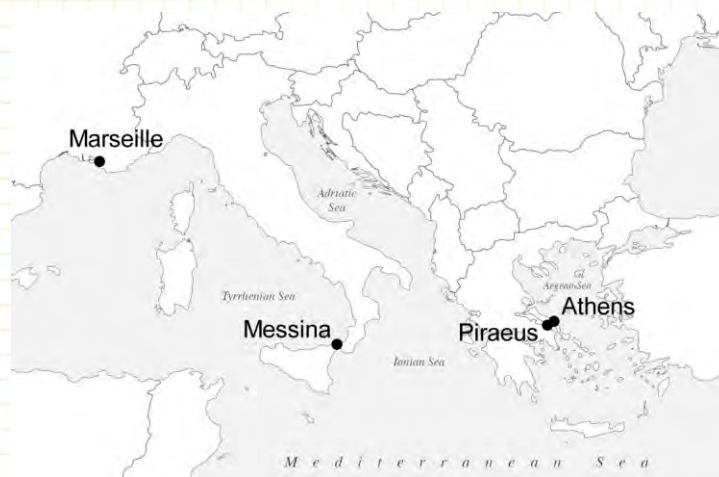 Marseille
Adriatic
Sea
Tyrrhenian Sea
Aegean Sea
Athens
Messina
Piraeus
Ionian Sea
Mediterranean Sea